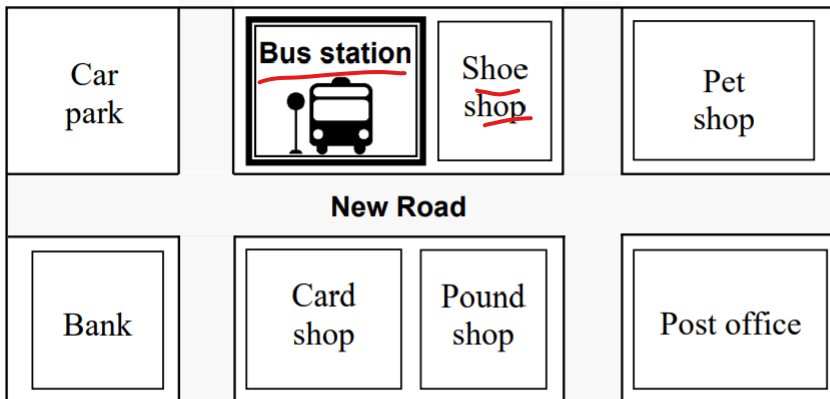 Car
park
Bus station
Shoe
shop
Pet
shop
New Road
Bank
Card
shop
Pound
shop
Post office